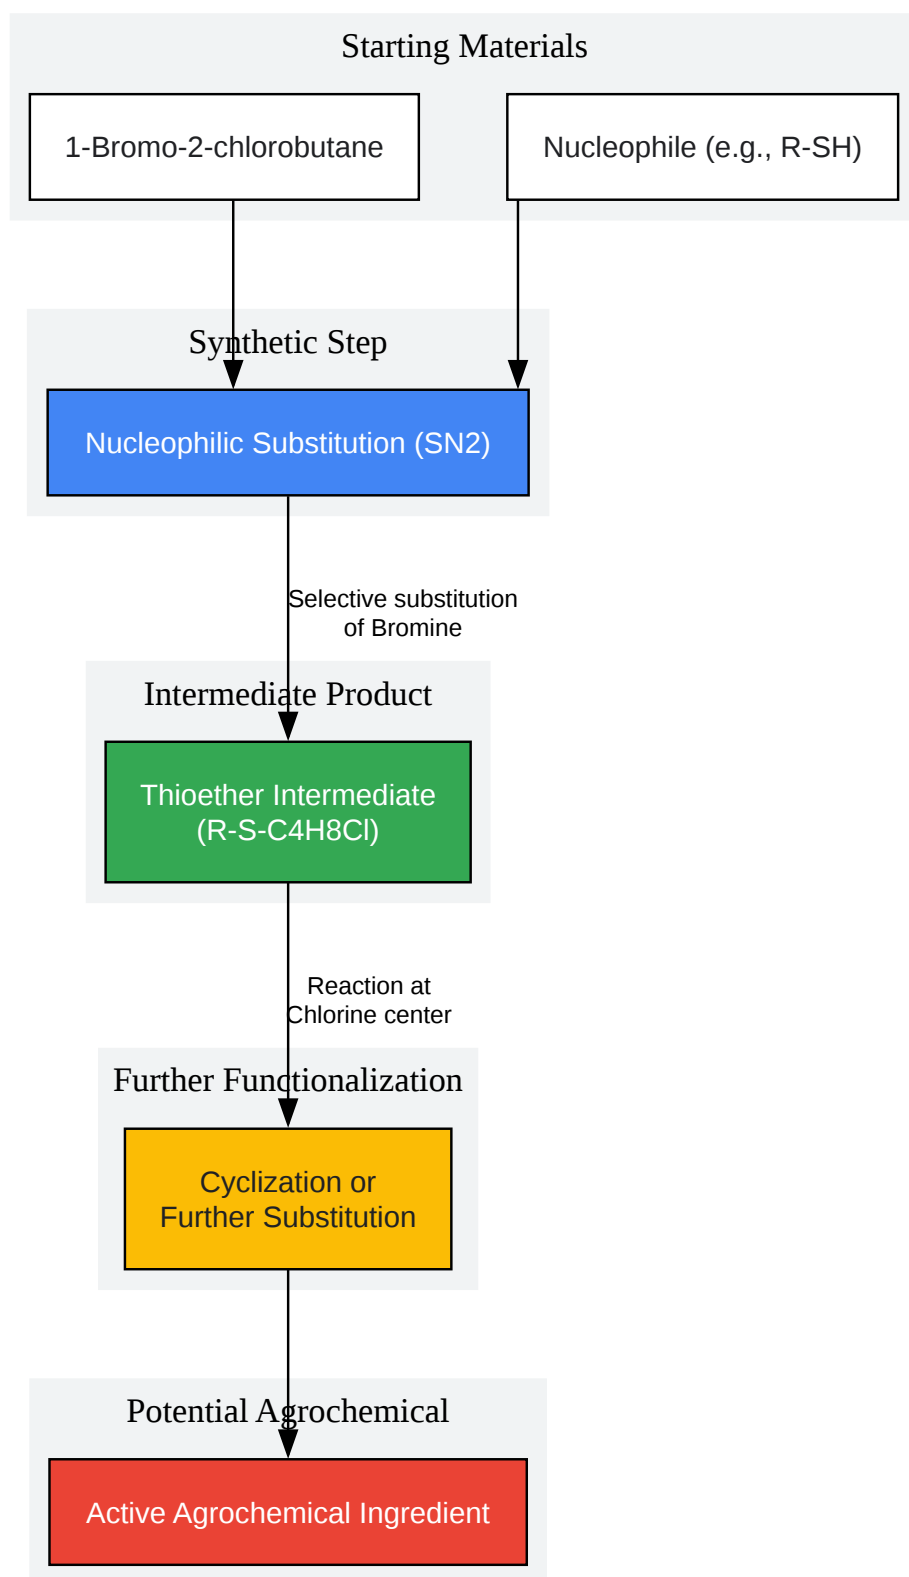 Starting Materials
1-Bromo-2-chlorobutane
Nucleophile (e.g., R-SH)
Synthetic Step
Nucleophilic Substitution (SN2)
Selective substitution
of Bromine
Intermediate Product
Thioether Intermediate
(R-S-C4H8Cl)
Reaction at
Chlorine center
Further Functionalization
Cyclization or
Further Substitution
Potential Agrochemical
Active Agrochemical Ingredient